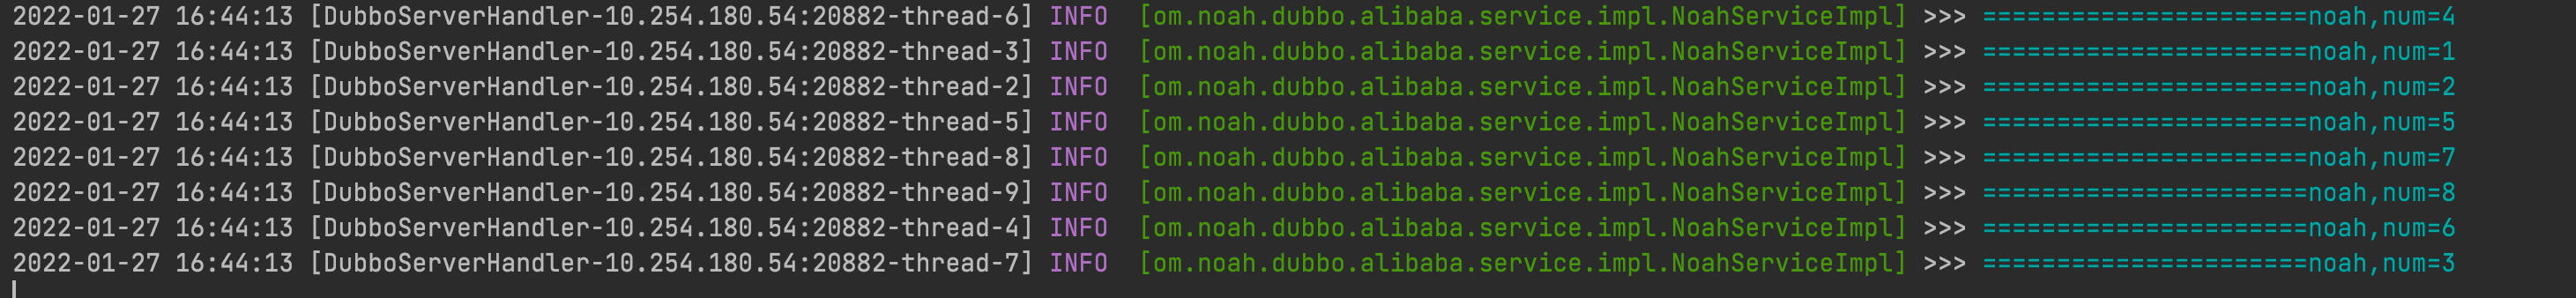 2022-01-27 16:44:13 [DubboServerHandler-10.254.180.54:20882-thread-6] INFO  [om.noah.dubbo.alibaba.service.impl.NoahServiceImpl] >>> ======================noah,num=4
2022-01-27 16:44:13 [DubboServerHandler-10.254.180.54:20882-thread-3] INFO  [om.noah.dubbo.alibaba.service.impl.NoahServiceImpl] >>> ======================noah,num=1
2022-01-27 16:44:13 [DubboServerHandler-10.254.180.54:20882-thread-2] INFO  [om.noah.dubbo.alibaba.service.impl.NoahServiceImpl] >>> ======================noah,num=2
2022-01-27 16:44:13 [DubboServerHandler-10.254.180.54:20882-thread-5] INFO  [om.noah.dubbo.alibaba.service.impl.NoahServiceImpl] >>> ======================noah,num=5
2022-01-27 16:44:13 [DubboServerHandler-10.254.180.54:20882-thread-8] INFO  [om.noah.dubbo.alibaba.service.impl.NoahServiceImpl] >>> ======================noah,num=7
2022-01-27 16:44:13 [DubboServerHandler-10.254.180.54:20882-thread-9] INFO  [om.noah.dubbo.alibaba.service.impl.NoahServiceImpl] >>> ======================noah,num=8
2022-01-27 16:44:13 [DubboServerHandler-10.254.180.54:20882-thread-4] INFO  [om.noah.dubbo.alibaba.service.impl.NoahServiceImpl] >>> ======================noah,num=6
2022-01-27 16:44:13 [DubboServerHandler-10.254.180.54:20882-thread-7] INFO  [om.noah.dubbo.alibaba.service.impl.NoahServiceImpl] >>> ======================noah,num=3